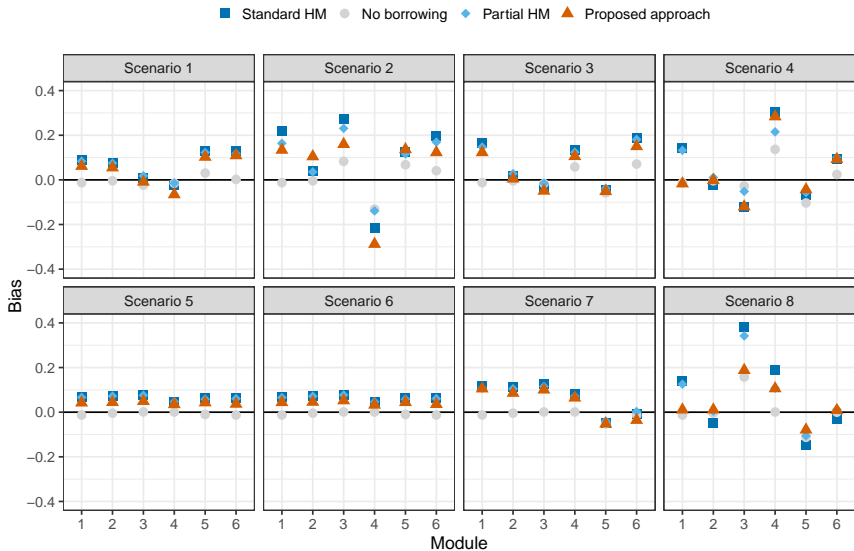 Standard HM No borrowing Partial HM Proposed approach
Scenario 1 Scenario 2 Scenario 3 Scenario 4
0.4
0.2
0.0
−0.2
−0.4
Scenario 5 Scenario 6 Scenario 7 Scenario 8
0.4
0.2
0.0
−0.2
−0.4
Bias
1 2 3 4 5 6 1 2 3 4 5 6 1 2 3 4 5 6 1 2 3 4 5 6
Module